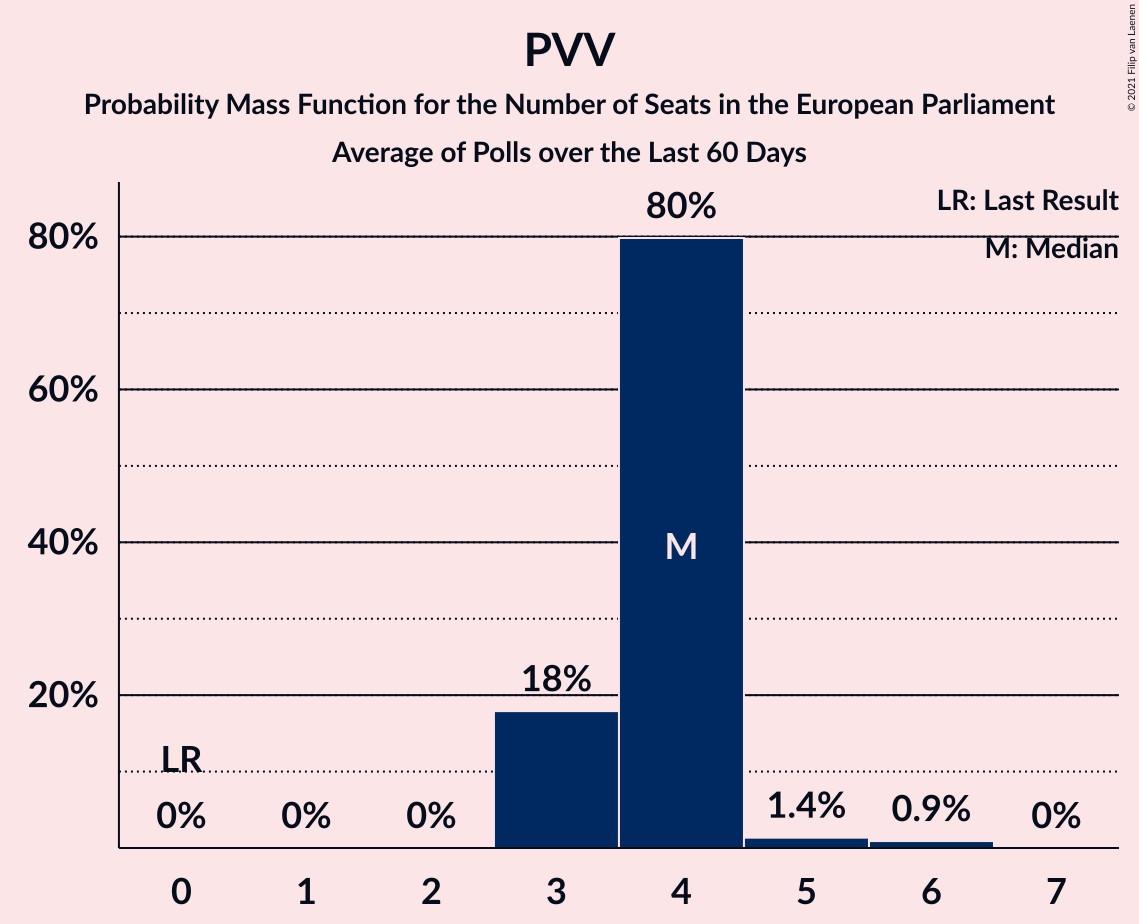 PVV
Probability Mass Function for the Number of Seats in the European Parliament
Average of Polls over the Last 60 Days
© 2021 Filip van Laenen
LR: Last Result
M: Median
80%
60%
40%
20%
LR
0%
0%
0%
18%
80%
M
1.4%
0.9%
0%
0 1 2 3 4 5 6 7